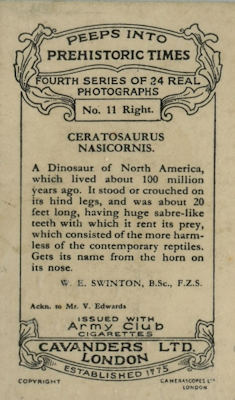 PEEPS INTO
PREHISTORIC TIMES
FOURTH SERIES OF 24 REAL
PHOTOGRAPHS
No. 11 Right.
CERATOSAURUS
NASICORNIS.
A Dinosaur of North America,
which lived about 100 million
years ago. It stood or crouched on
its hind legs, and was about 20
feet long, having huge sabre-like
teeth with which it rent its prey,
which consisted of the more harm-
less of the contemporary reptiles.
Gets its name from the horn on
its nose.
W. E. SWINTON, B.Sc., F.Z.S.
Ackn. to Mr. V. Edwards
ISSUED WITH
Army Club
CIGARETTES
CAVANDERS LTD.
LONDON
ESTABLISHED 1775
COPYRIGHT
CAMERASCOPES LTD
LONDON